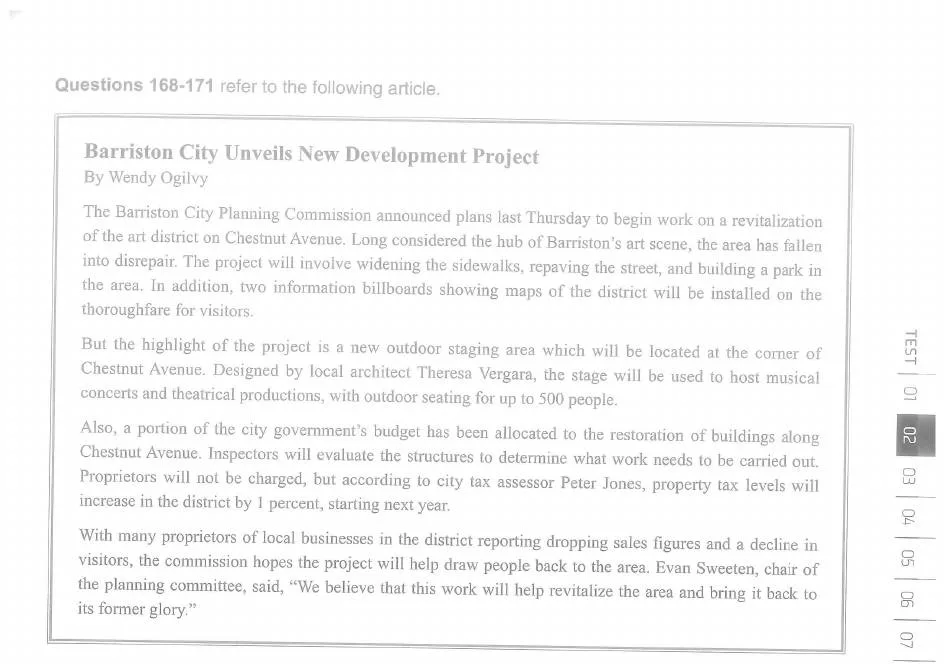 Questions 168-171 refer to the following article.
Barriston City Unveils New Development Project
By Wendy Ogilvy
The Barriston City Planning Commission announced plans last Thursday to begin work on a revitalization
of the art district on Chestnut Avenue. Long considered the hub of Barriston's art scene, the area has fallen
into disrepair. The project will involve widening the sidewalks, repaving the street, and building a park in
the area. In addition, two information billboards showing maps of the district will be installed on the
thoroughfare for visitors.
But the highlight of the project is a new outdoor staging area which will be located at the corner of
Chestnut Avenue. Designed by local architect Theresa Vergara, the stage will be used to host musical
concerts and theatrical productions, with outdoor seating for up to 500 people.
Also, a portion of the city government's budget has been allocated to the restoration of buildings along
Chestnut Avenue. Inspectors will evaluate the structures to determine what work needs to be carried out.
Proprietors will not be charged, but according to city tax assessor Peter Jones, property tax levels will
increase in the district by 1 percent, starting next year.
With many proprietors of local businesses in the district reporting dropping sales figures and a decline in
visitors, the commission hopes the project will help draw people back to the area. Evan Sweeten, chair of
the planning committee, said, “We believe that this work will help revitalize the area and bring it back to
its former glory.”
TEST
01
02
03
04
05
06
07